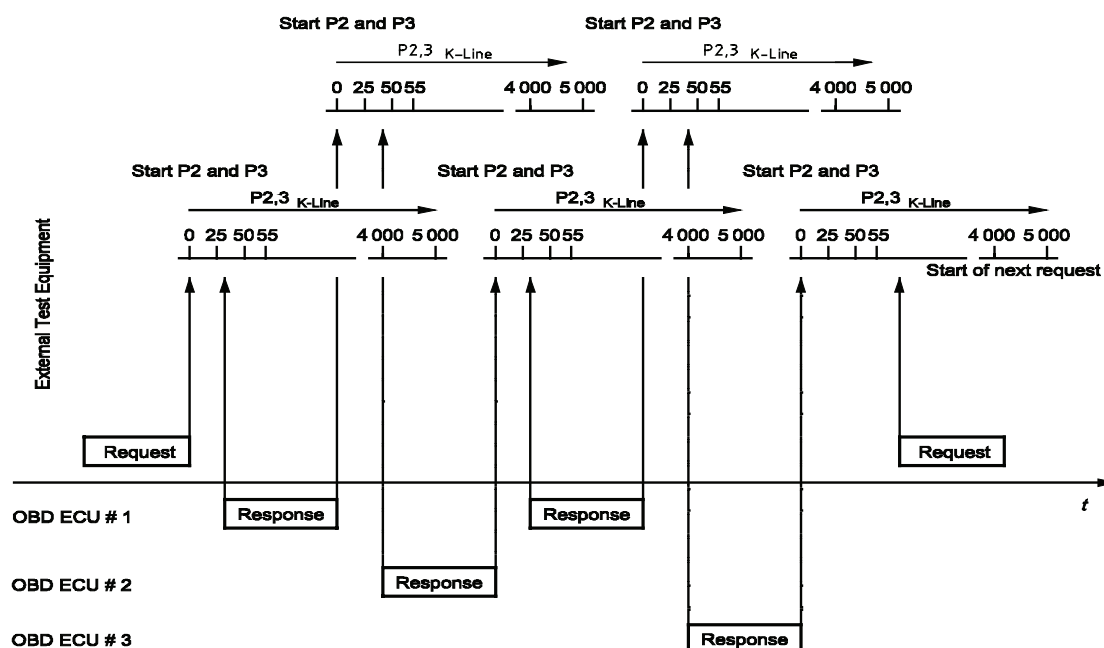 Start P2 and P3 Start P2 and P3
P2,3 K-Line P2,3 K-Line
0 25 50 55 4 000 5 000 0 25 50 55 4 000 5 000
Start P2 and P3 Start P2 and P3 Start P2 and P3
P2,3 K-Line P2,3 K-Line P2,3 K-Line
0 25 50 55 4 000 5 000 0 25 50 55 4 000 5 000 0 25 50 55 4 000 5 000
Start of next request
External Test Equipment
Request Request
t
OBD ECU # 1 Response Response
OBD ECU # 2 Response
OBD ECU # 3 Response